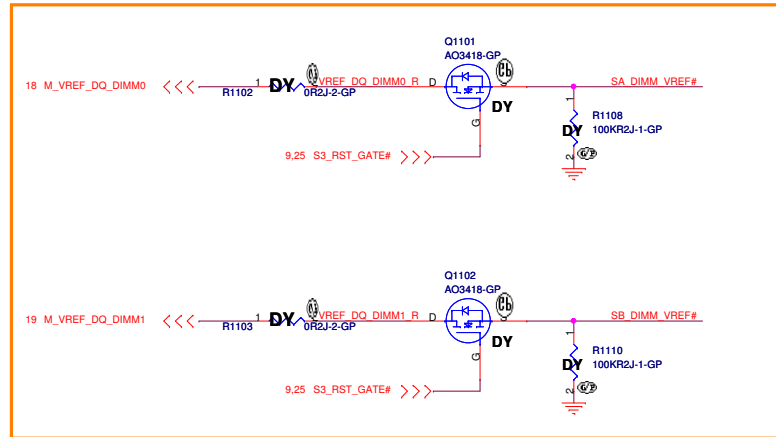 Q1101
AO3418-GP
18 M_VREF_DQ_DIMM0
1
DY
VREF_DQ_DIMM0_R
D
SA_DIMM_VREF#
R1102
0R2J-2-GP
DY
G
1
R1108
DY
100KR2J-1-GP
9,25 S3_RST_GATE#
2
Q1102
AO3418-GP
19 M_VREF_DQ_DIMM1
1
DY
VREF_DQ_DIMM1_R
D
SB_DIMM_VREF#
R1103
0R2J-2-GP
DY
G
1
R1110
DY
100KR2J-1-GP
9,25 S3_RST_GATE#
2